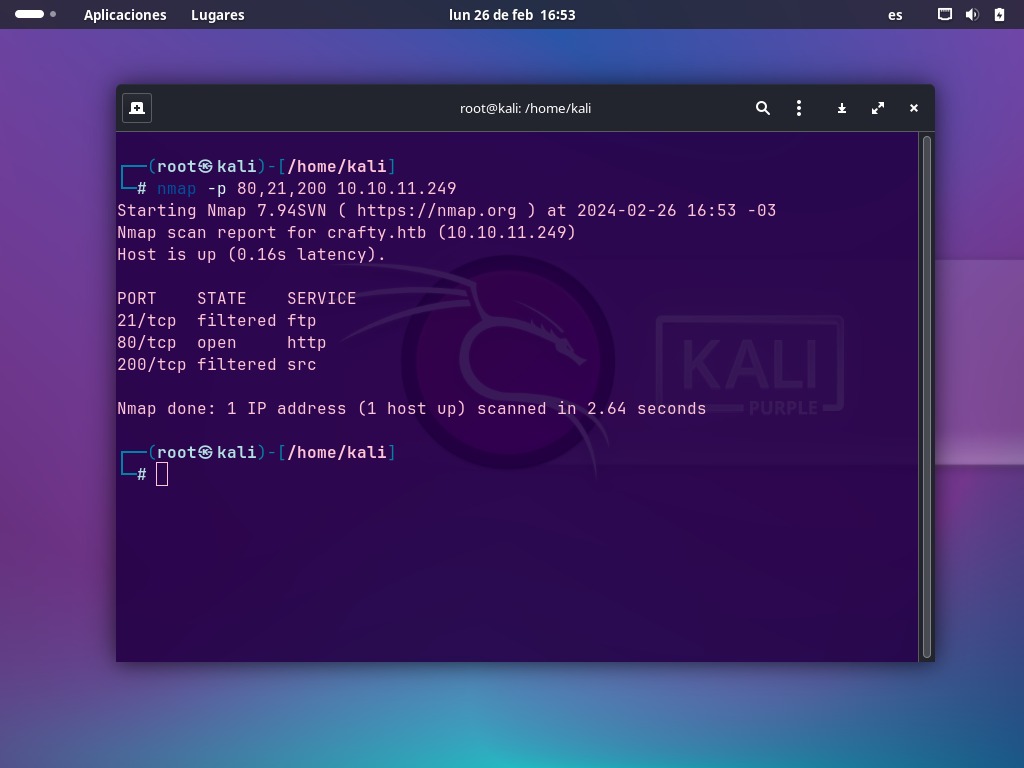 Aplicaciones Lugares lun 26 de feb 16:53 es
root@kali: /home/kali
┌──(root㉿kali)-[/home/kali]
└─# nmap -p 80,21,200 10.10.11.249
Starting Nmap 7.94SVN ( https://nmap.org ) at 2024-02-26 16:53 -03
Nmap scan report for crafty.htb (10.10.11.249)
Host is up (0.16s latency).
PORT STATE SERVICE
21/tcp filtered ftp
80/tcp open http
200/tcp filtered src
KALI
PURPLE
Nmap done: 1 IP address (1 host up) scanned in 2.64 seconds
┌──(root㉿kali)-[/home/kali]
└─#